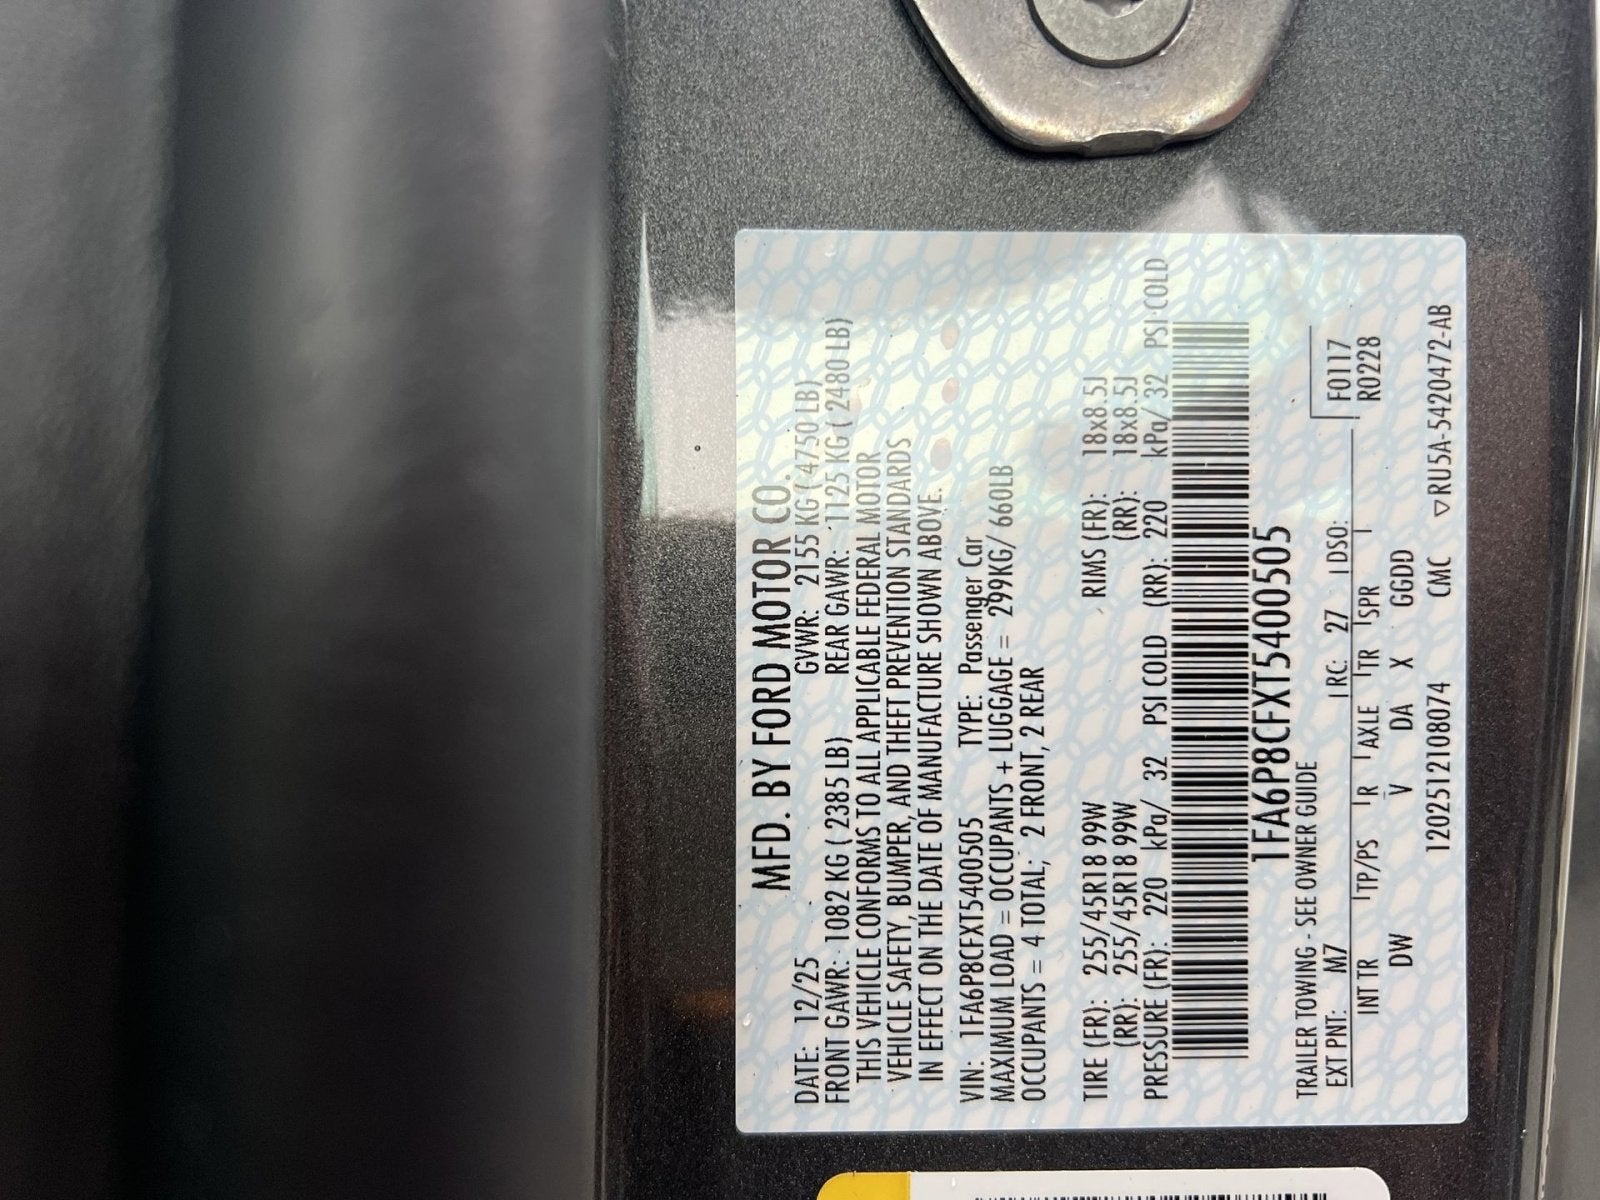 MFD. BY FORD MOTOR CO.
DATE: 12/25 GVWR: 2155 KG ( 4750 LB)
FRONT GAWR: 1082 KG ( 2385 LB) REAR GAWR: 1125 KG ( 2480 LB)
THIS VEHICLE CONFORMS TO ALL APPLICABLE FEDERAL MOTOR
VEHICLE SAFETY, BUMPER, AND THEFT PREVENTION STANDARDS
IN EFFECT ON THE DATE OF MANUFACTURE SHOWN ABOVE.
VIN: 1FA6P8CFXT5400505 TYPE: Passenger Car
MAXIMUM LOAD = OCCUPANTS + LUGGAGE = 299KG/ 660LB
OCCUPANTS = 4 TOTAL; 2 FRONT, 2 REAR
TIRE (FR): 255/45R18 99W RIMS (FR): 18x8.5J
(RR): 255/45R18 99W (RR): 18x8.5J
PRESSURE (FR): 220 kPa/ 32 PSI COLD (RR): 220 kPa/ 32 PSI COLD
1FA6P8CFXT5400505
TRAILER TOWING - SEE OWNER GUIDE
EXT PNT: M7 RC: 27 DSO: F0117
R0228
INT TR TP/PS R AXLE TR SPR
DW V DA X GGDD
12025121​08074 CMC ▽RU5A-5420472-AB